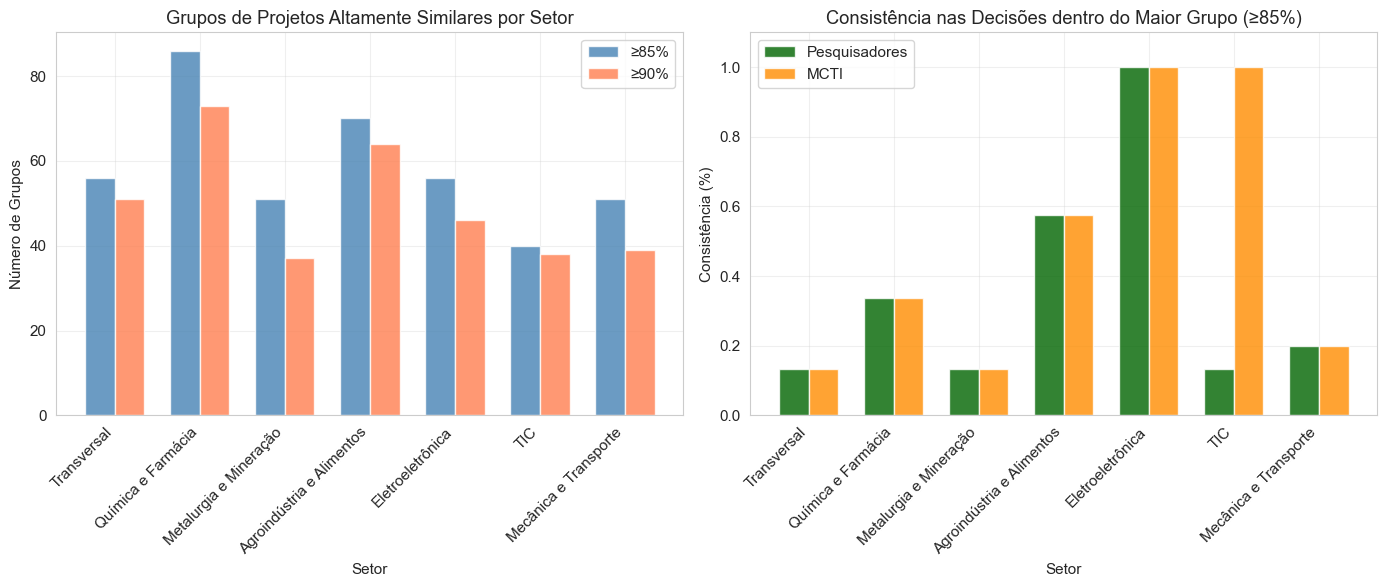 Grupos de Projetos Altamente Similares por Setor
≥85%
≥90%
Número de Grupos
80
60
40
20
0
Transversal
Química e Farmácia
Metalurgia e Mineração
Agroindústria e Alimentos
Eletroeletrônica
TIC
Mecânica e Transporte
Setor
Consistência nas Decisões dentro do Maior Grupo (≥85%)
Pesquisadores
MCTI
Consistência (%)
1.0
0.8
0.6
0.4
0.2
0.0
Transversal
Química e Farmácia
Metalurgia e Mineração
Agroindústria e Alimentos
Eletroeletrônica
TIC
Mecânica e Transporte
Setor